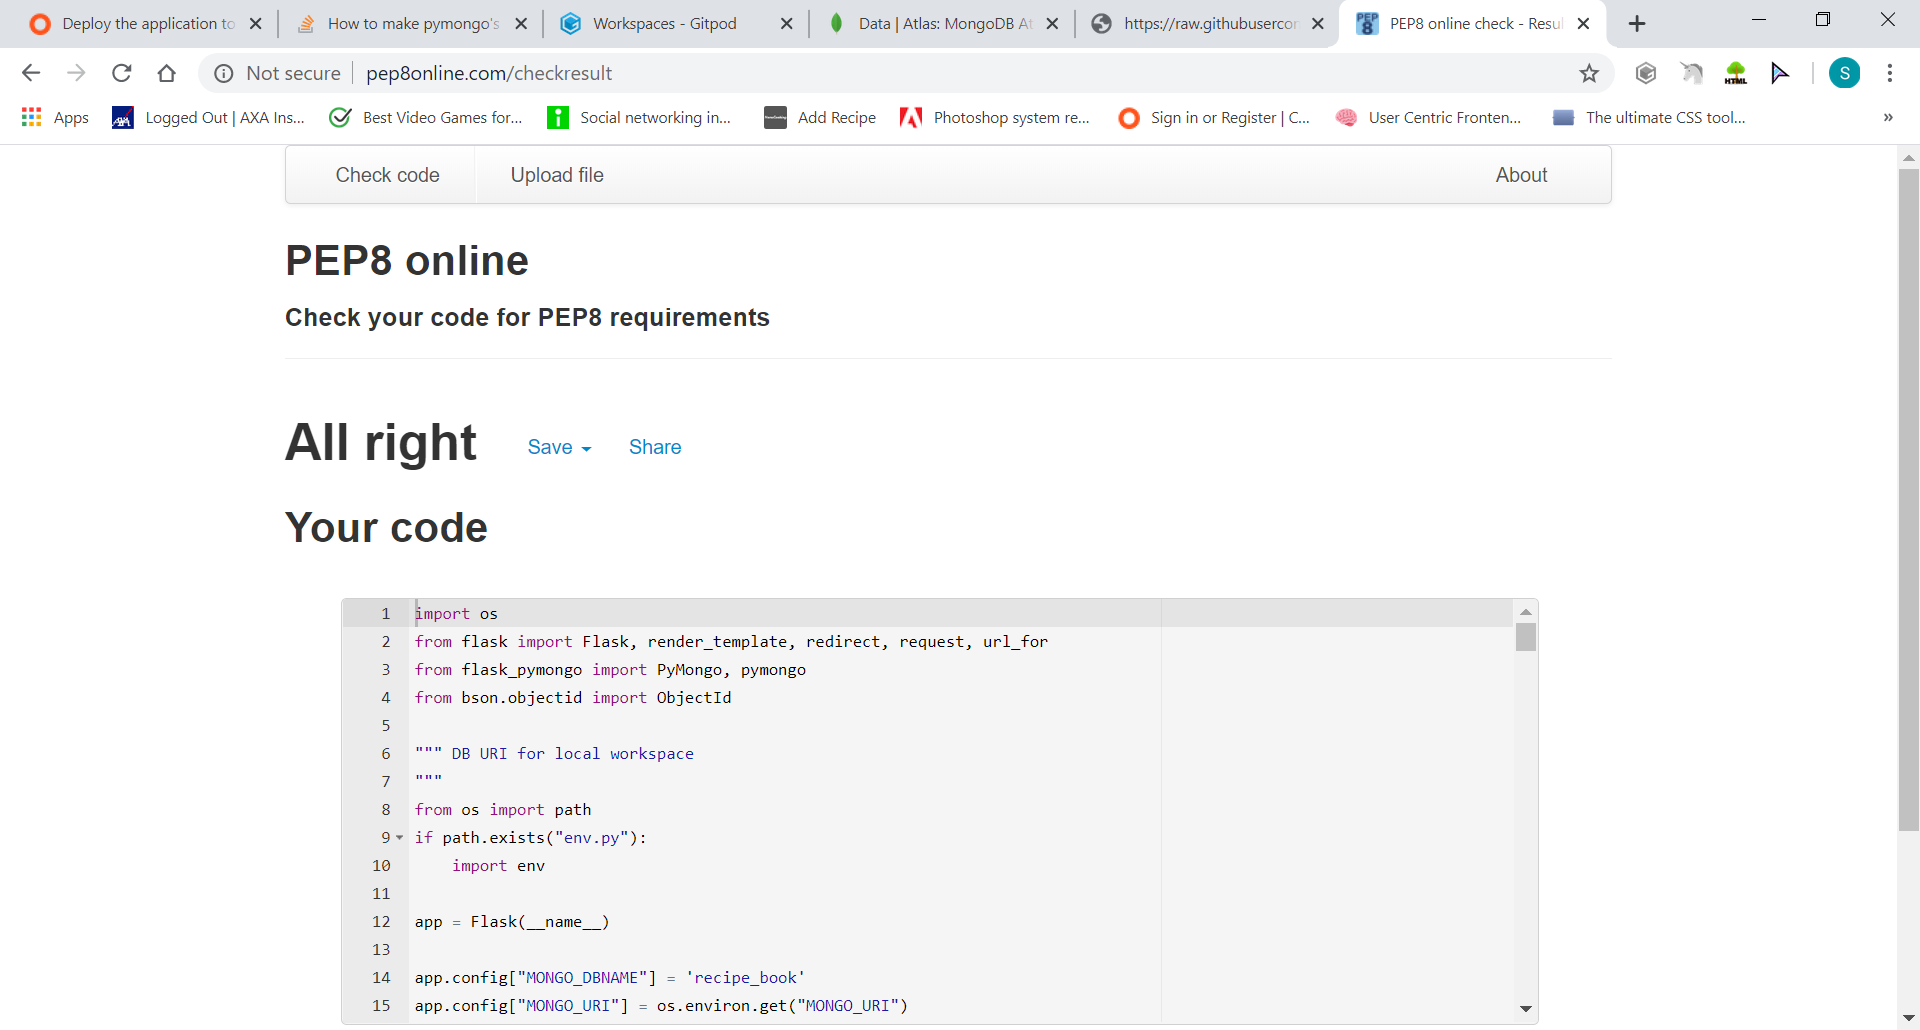 Deploy the application to
How to make pymongo's
Workspaces - Gitpod
Data | Atlas: MongoDB At
https://raw.githubusercon
PEP8 online check - Resul
Not secure
pep8online.com/checkresult
S
Apps
Logged Out | AXA Ins...
Best Video Games for...
Social networking in...
Add Recipe
Photoshop system re...
Sign in or Register | C...
User Centric Fronten...
The ultimate CSS tool...
»
Check code
Upload file
About
PEP8 online
Check your code for PEP8 requirements
All right
Save
Share
Your code
1 import os
2 from flask import Flask, render_template, redirect, request, url_for
3 from flask_pymongo import PyMongo, pymongo
4 from bson.objectid import ObjectId
5
6 """ DB URI for local workspace
7 """
8 from os import path
9 if path.exists("env.py"):
10 import env
11
12 app = Flask(__name__)
13
14 app.config["MONGO_DBNAME"] = 'recipe_book'
15 app.config["MONGO_URI"] = os.environ.get("MONGO_URI")